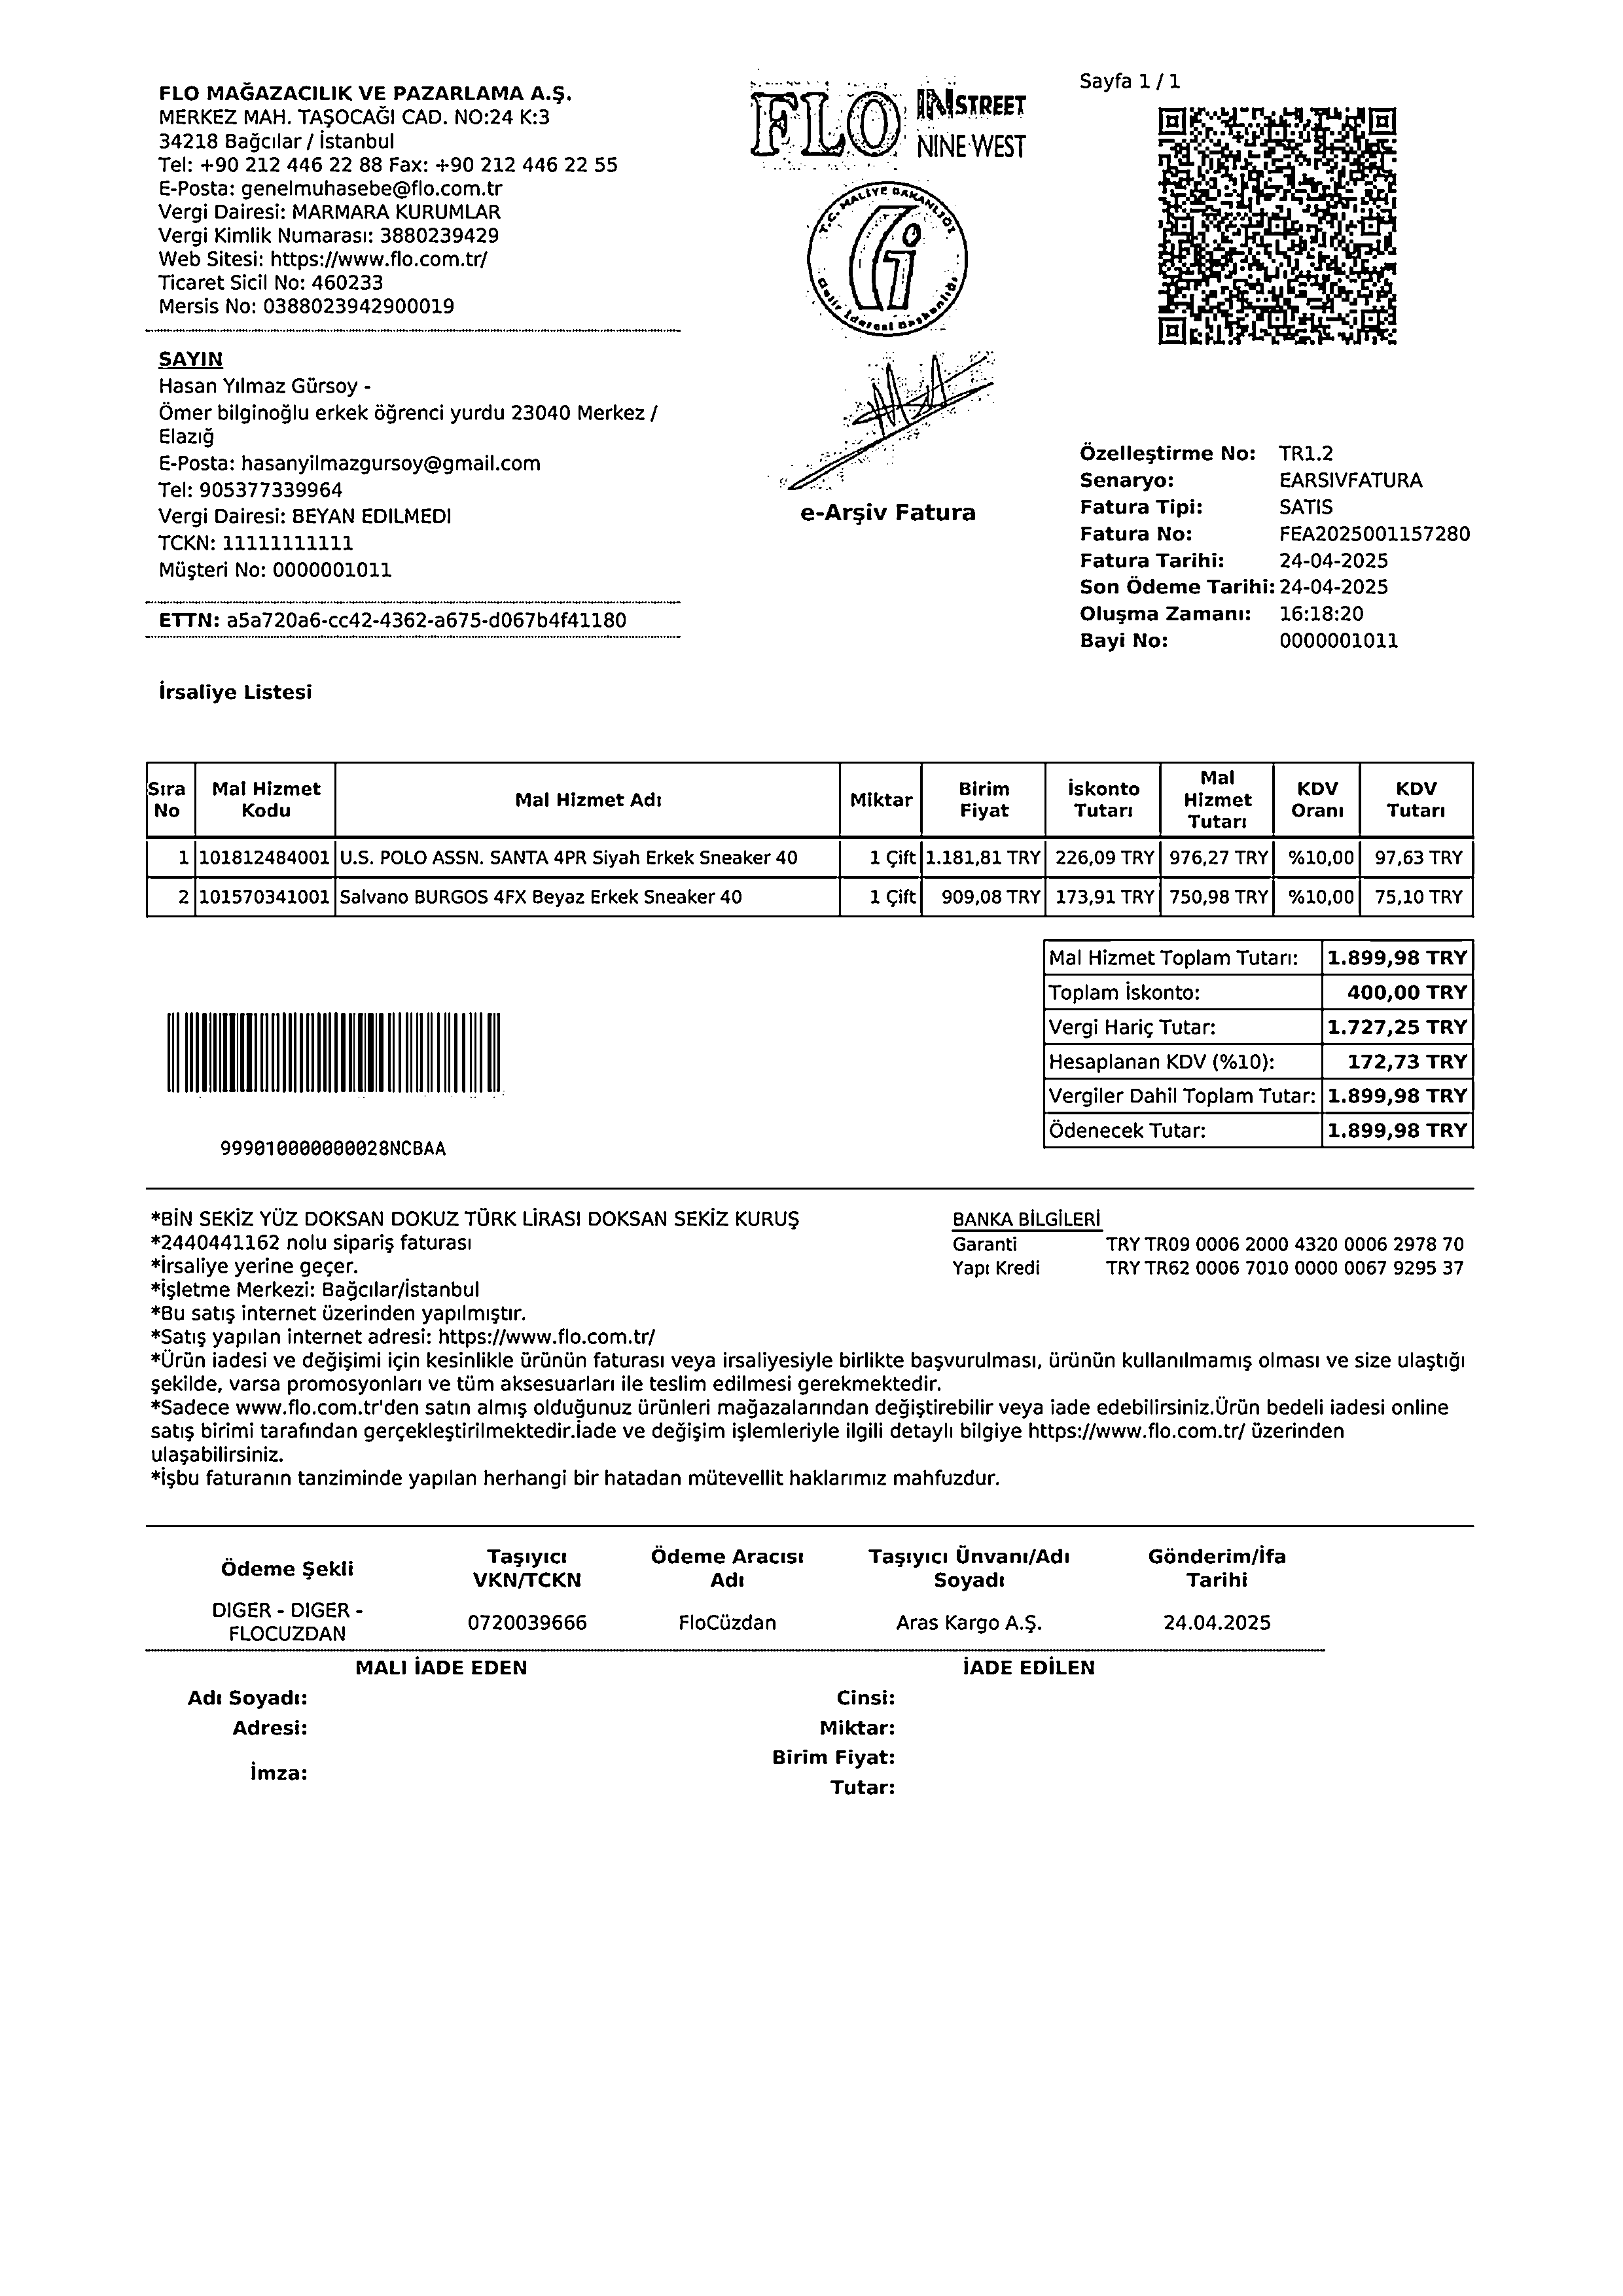 FLO MAĞAZACILIK VE PAZARLAMA A.Ş.
MERKEZ MAH. TAŞOCAĞI CAD. NO:24 K:3
34218 Bağcılar / İstanbul
Tel: +90 212 446 22 88 Fax: +90 212 446 22 55
E-Posta: genelmuhasebe@flo.com.tr
Vergi Dairesi: MARMARA KURUMLAR
Vergi Kimlik Numarası: 3880239429
Web Sitesi: https://www.flo.com.tr/
Ticaret Sicil No: 460233
Mersis No: 0388023942900019
FLO INSTREET
NINE WEST
T.C. MALİYE BAKANLIĞI
Gelir İdaresi Başkanlığı
e-Arşiv Fatura
Sayfa 1 / 1
SAYIN
Hasan Yılmaz Gürsoy -
Ömer bilginoğlu erkek öğrenci yurdu 23040 Merkez /
Elazığ
E-Posta: hasanyilmazgursoy@gmail.com
Tel: 905377339964
Vergi Dairesi: BEYAN EDILMEDI
TCKN: 11111111111
Müşteri No: 0000001011
ETTN: a5a720a6-cc42-4362-a675-d067b4f41180
Özelleştirme No: TR1.2
Senaryo: EARSIVFATURA
Fatura Tipi: SATIS
Fatura No: FEA2025001157280
Fatura Tarihi: 24-04-2025
Son Ödeme Tarihi: 24-04-2025
Oluşma Zamanı: 16:18:20
Bayi No: 0000001011
İrsaliye Listesi
Sıra No Mal Hizmet Kodu Mal Hizmet Adı Miktar Birim Fiyat İskonto Tutarı Mal Hizmet Tutarı KDV Oranı KDV Tutarı
1 101812484001 U.S. POLO ASSN. SANTA 4PR Siyah Erkek Sneaker 40 1 Çift 1.181,81 TRY 226,09 TRY 976,27 TRY %10,00 97,63 TRY
2 101570341001 Salvano BURGOS 4FX Beyaz Erkek Sneaker 40 1 Çift 909,08 TRY 173,91 TRY 750,98 TRY %10,00 75,10 TRY
Mal Hizmet Toplam Tutarı: 1.899,98 TRY
Toplam İskonto: 400,00 TRY
Vergi Hariç Tutar: 1.727,25 TRY
Hesaplanan KDV (%10): 172,73 TRY
Vergiler Dahil Toplam Tutar: 1.899,98 TRY
Ödenecek Tutar: 1.899,98 TRY
999010000000028NCBAA
*BİN SEKİZ YÜZ DOKSAN DOKUZ TÜRK LİRASI DOKSAN SEKİZ KURUŞ
*2440441162 nolu sipariş faturası
*İrsaliye yerine geçer.
*İşletme Merkezi: Bağcılar/İstanbul
*Bu satış internet üzerinden yapılmıştır.
*Satış yapılan internet adresi: https://www.flo.com.tr/
*Ürün iadesi ve değişimi için kesinlikle ürünün faturası veya irsaliyesiyle birlikte başvurulması, ürünün kullanılmamış olması ve size ulaştığı
şekilde, varsa promosyonları ve tüm aksesuarları ile teslim edilmesi gerekmektedir.
*Sadece www.flo.com.tr'den satın almış olduğunuz ürünleri mağazalarından değiştirebilir veya iade edebilirsiniz.Ürün bedeli iadesi online
satış birimi tarafından gerçekleştirilmektedir.İade ve değişim işlemleriyle ilgili detaylı bilgiye https://www.flo.com.tr/ üzerinden
ulaşabilirsiniz.
*İşbu faturanın tanziminde yapılan herhangi bir hatadan mütevellit haklarımız mahfuzdur.
BANKA BİLGİLERİ
Garanti TRY TR09 0006 2000 4320 0006 2978 70
Yapı Kredi TRY TR62 0006 7010 0000 0067 9295 37
Ödeme Şekli Taşıyıcı VKN/TCKN Ödeme Aracısı Adı Taşıyıcı Ünvanı/Adı Soyadı Gönderim/İfa Tarihi
DIGER - DIGER - FLOCUZDAN 0720039666 FloCüzdan Aras Kargo A.Ş. 24.04.2025
MALI İADE EDEN İADE EDİLEN
Adı Soyadı: Cinsi:
Adresi: Miktar:
Birim Fiyat:
İmza:
Tutar: